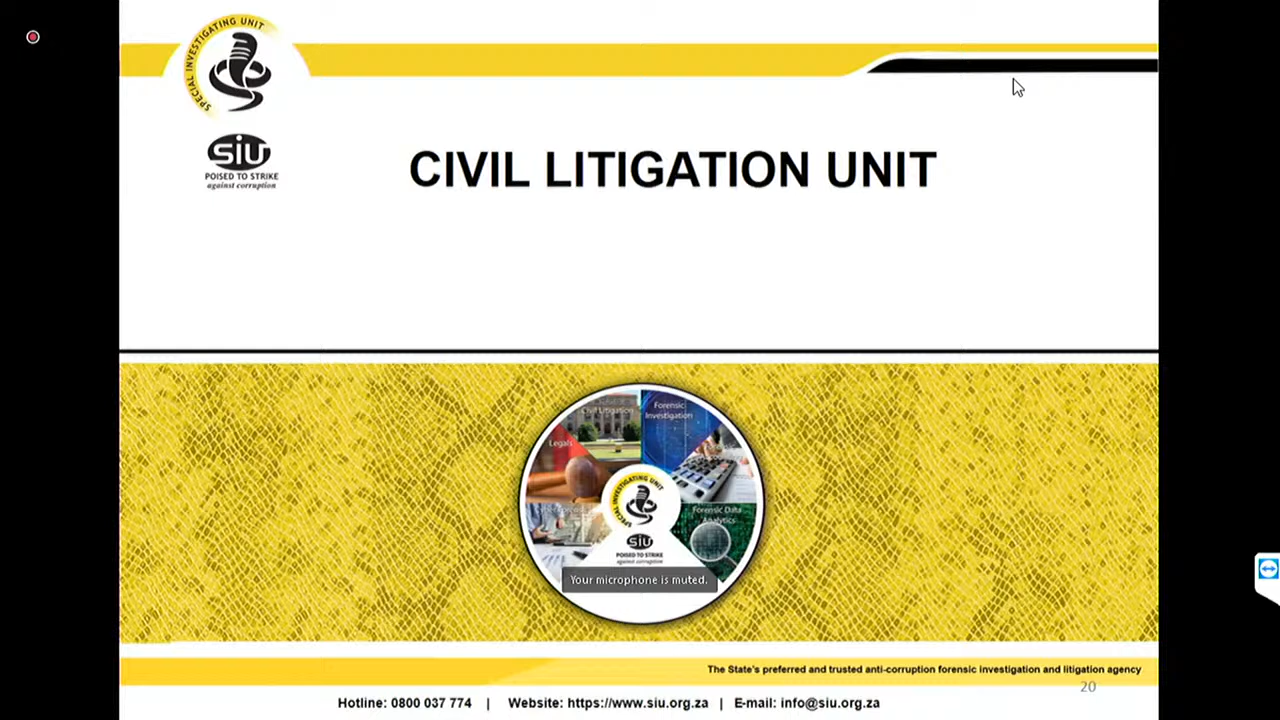 SPECIAL INVESTIGATING UNIT
SIU
POISED TO STRIKE
against corruption
CIVIL LITIGATION UNIT
Civil Litigation
Forensic
Investigation
Legals
SPECIAL INVESTIGATING UNIT
Forensic Data
Analytics
SIU
POISED TO STRIKE
against corruption
Your microphone is muted.
The State's preferred and trusted anti-corruption forensic investigation and litigation agency
20
Hotline: 0800 037 774 | Website: https://www.siu.org.za | E-mail: info@siu.org.za